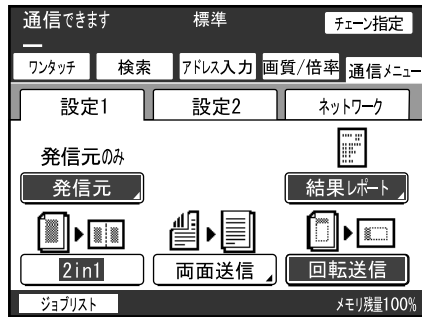 通信できます 標準 チェーン指定
ワンタッチ 検索 アドレス入力 画質/倍率 通信メニュー
設定1 設定2 ネットワーク
発信元のみ
発信元 結果レポート
2in1 両面送信 回転送信
ジョブリスト メモリ残量100%